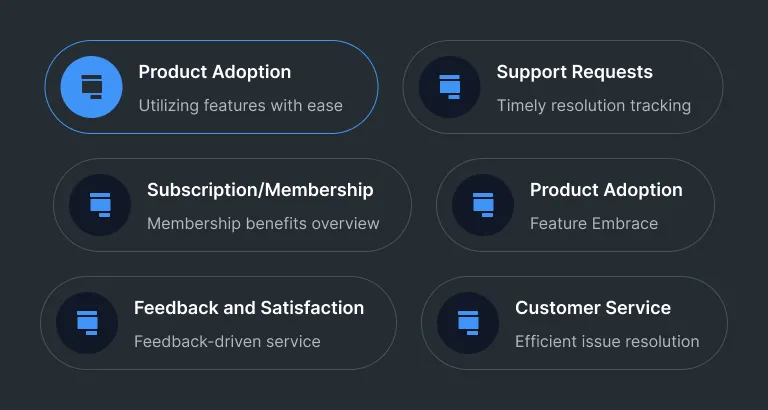 Product Adoption
Utilizing features with ease
Support Requests
Timely resolution tracking
Subscription/Membership
Membership benefits overview
Product Adoption
Feature Embrace
Feedback and Satisfaction
Feedback-driven service
Customer Service
Efficient issue resolution